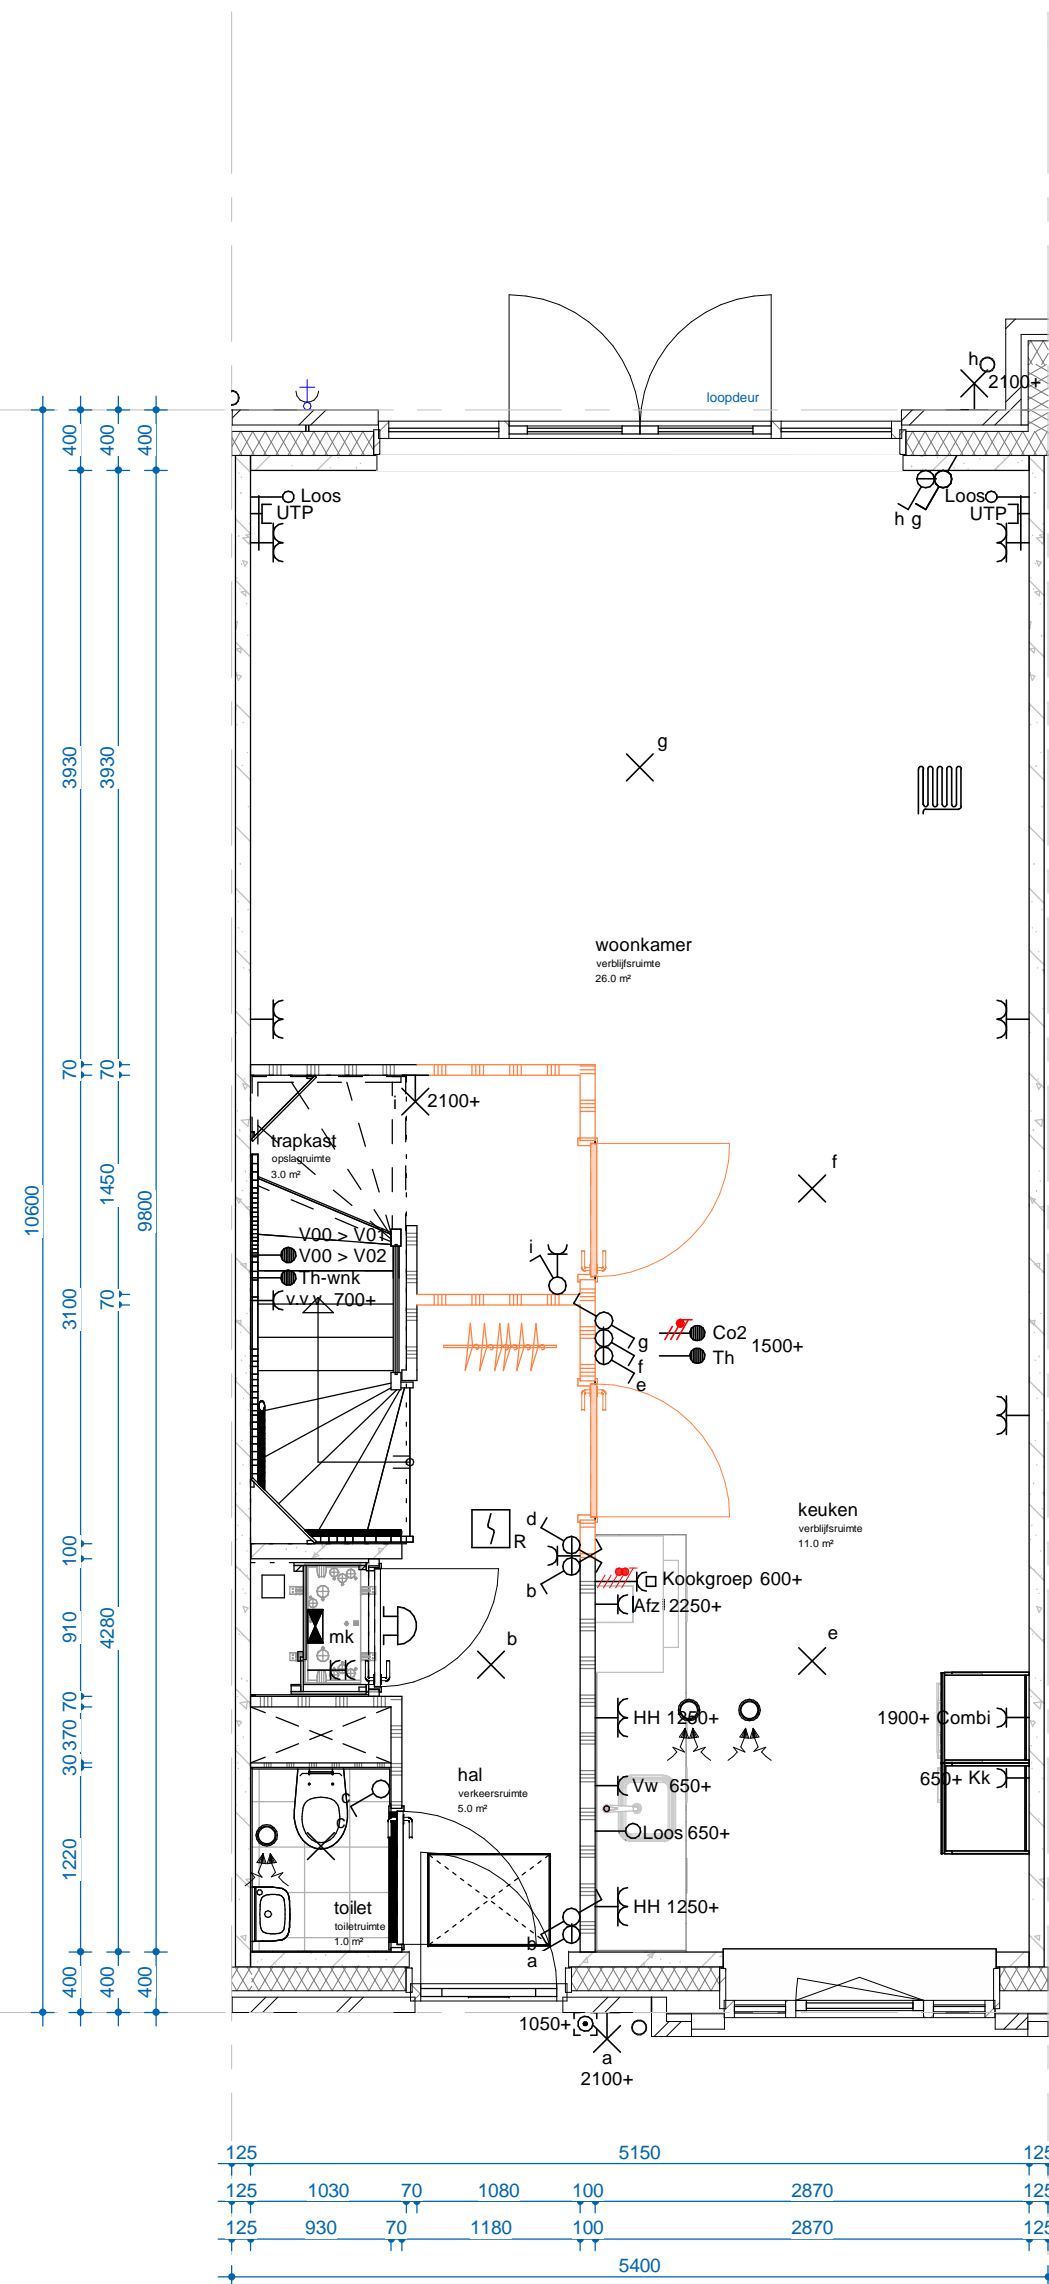 h
2100+
loopdeur
400
400
400
Loos
UTP
h g
Loos
UTP
3930
3930
g
woonkamer
verblijfsruimte
26.0 m²
70
70
i
2100+
trapkast
opslagruimte
3.0 m²
f
10600
1450
9800
V00 > V01
V00 > V02
Th-wnk
v.v.v. 700+
i
3100
70
g
f
e
Co2
Th
1500+
keuken
verblijfsruimte
11.0 m²
d
R
b
100
Kookgroep 600+
Afz 2250+
910
4280
mk
b
e
70
370
30
HH 1250+
1900+ Combi
hal
verkeersruimte
5.0 m²
c
c
Vw 650+
650+ Kk
Loos 650+
1220
toilet
toiletruimte
1.0 m²
HH 1250+
b
a
400
400
400
1050+
a
2100+
125
5150
125
125
1030
70
1080
100
2870
125
125
930
70
1180
100
2870
125
5400